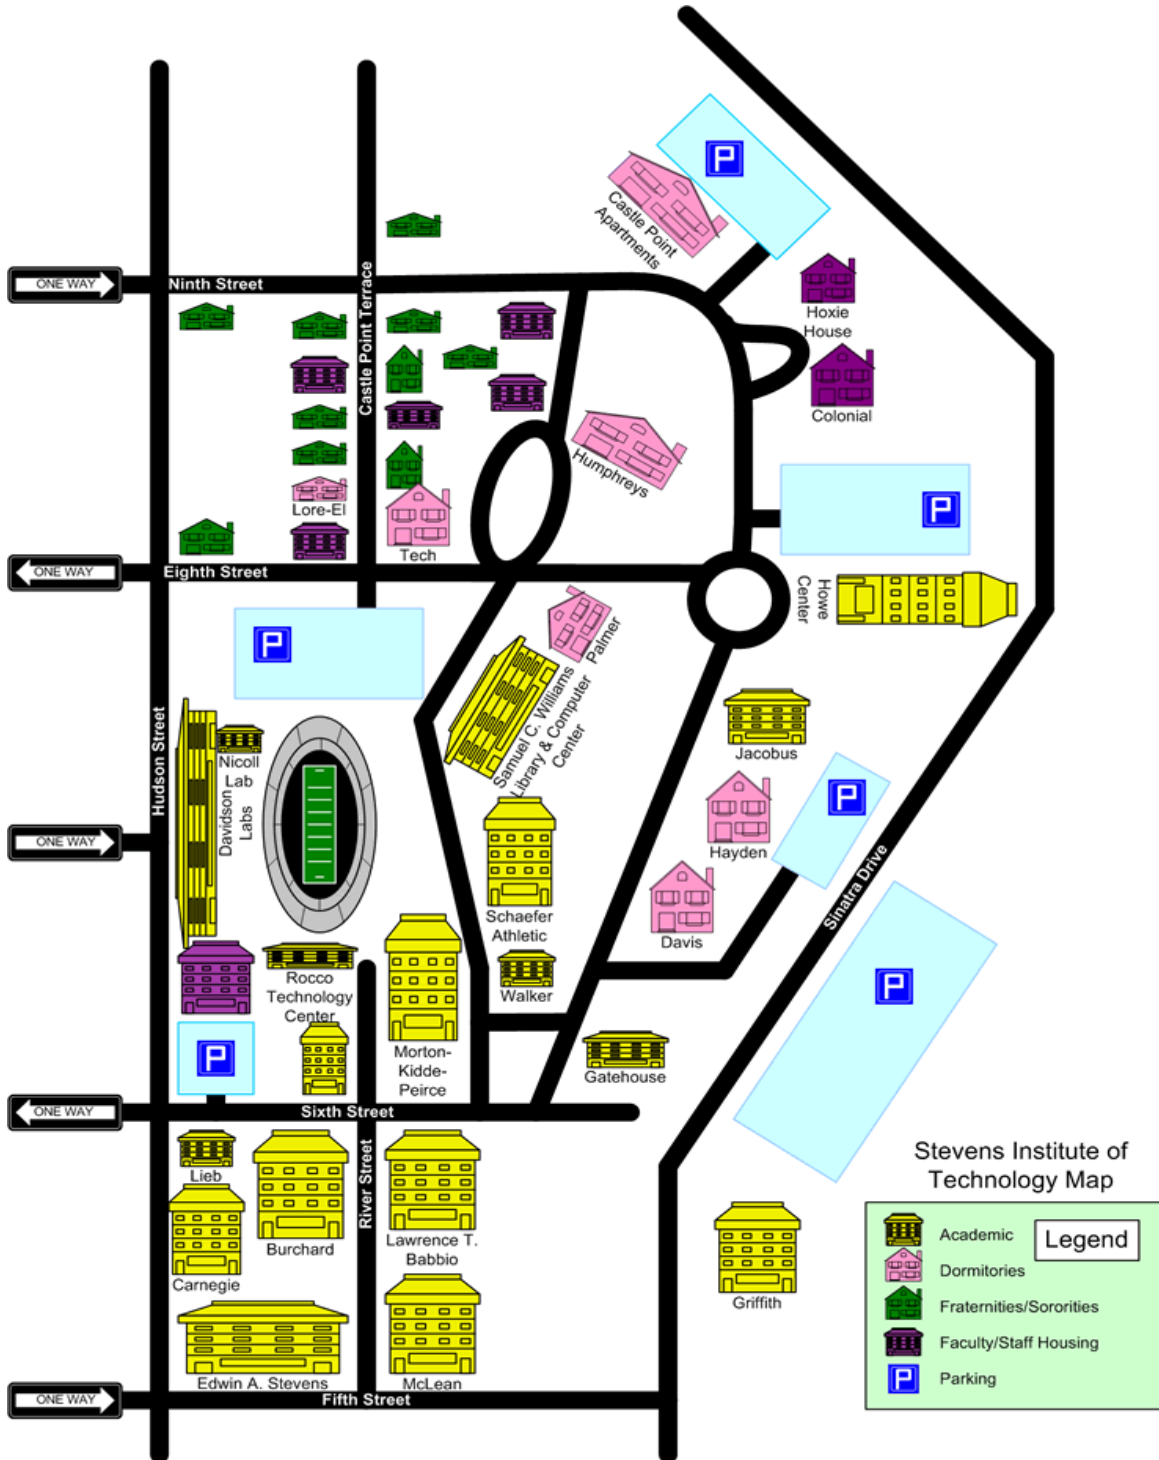 P
Castle Point
Apartments
ONE WAY
Ninth Street
Castle Point Terrace
Hoxie
House
Colonial
Humphreys
Lore-El
Tech
P
ONE WAY
Eighth Street
Howe
Center
P
Palmer
Samuel C. Williams
Library & Computer
Center
Hudson Street
Nicoll
Lab
Davidson
Labs
Jacobus
P
Hayden
ONE WAY
Sinatra Drive
Schaefer
Athletic
Davis
P
Rocco
Technology
Center
Walker
P
Morton-
Kidde-
Peirce
Gatehouse
ONE WAY
Sixth Street
River Street
Lieb
Burchard
Lawrence T.
Babbio
Carnegie
Griffith
Edwin A. Stevens
McLean
ONE WAY
Fifth Street
Stevens Institute of
Technology Map
Legend
Academic
Dormitories
Fraternities/Sororities
Faculty/Staff Housing
P
Parking